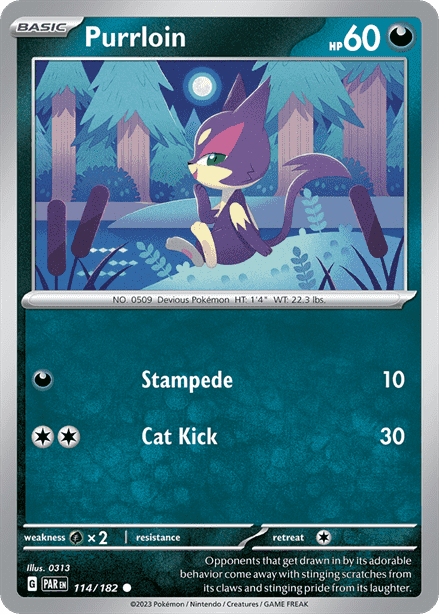 BASIC
Purrloin
HP 60
NO. 0509 Devious Pokémon HT: 1'4" WT: 22.3 lbs.
Stampede 10
Cat Kick 30
weakness ×2 resistance retreat
Illus. 0313
G PAR EN 114/182
Opponents that get drawn in by its adorable
behavior come away with stinging scratches from
its claws and stinging pride from its laughter.
©2023 Pokémon / Nintendo / Creatures / GAME FREAK